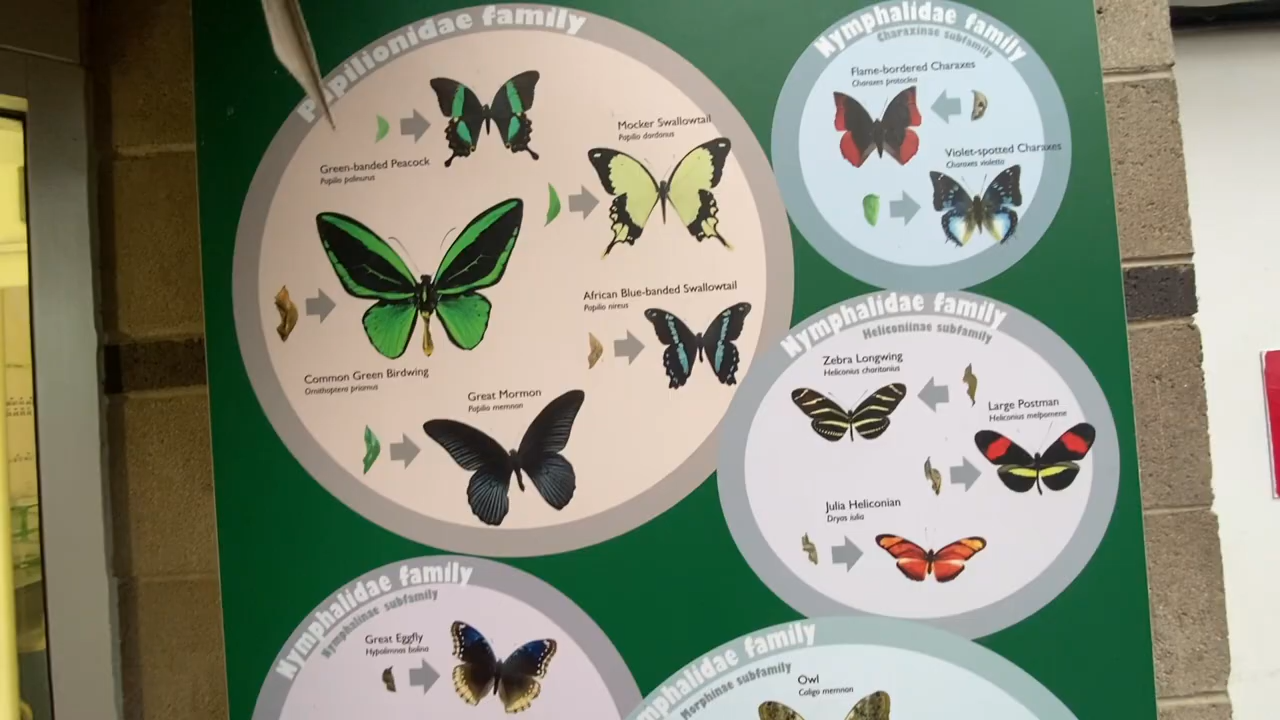 Papilionidae family
Green-banded Peacock
Papilio palinurus
Mocker Swallowtail
Papilio dardanus
African Blue-banded Swallowtail
Papilio nireus
Common Green Birdwing
Ornithoptera priamus
Great Mormon
Papilio memnon
Nymphalidae family
Charaxinae subfamily
Flame-bordered Charaxes
Charaxes protoclea
Violet-spotted Charaxes
Charaxes violetta
Nymphalidae family
Heliconiinae subfamily
Zebra Longwing
Heliconius charitonius
Large Postman
Heliconius melpomene
Julia Heliconian
Dryas iulia
Nymphalidae family
Nymphalinae subfamily
Great Eggfly
Hypolimnas bolina
Nymphalidae family
Morphinae subfamily
Owl
Caligo memnon